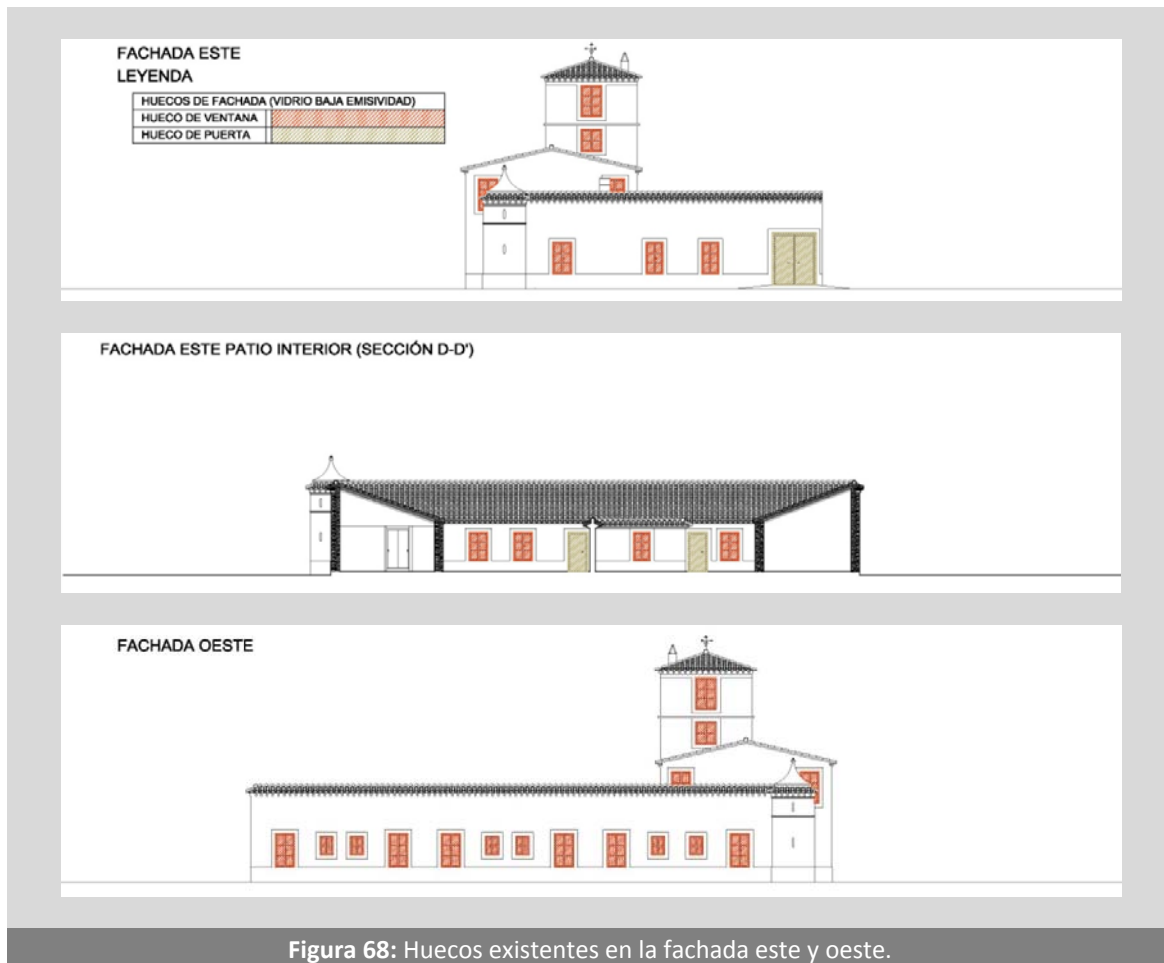 FACHADA ESTE
LEYENDA
HUECOS DE FACHADA (VIDRIO BAJA EMISIVIDAD)
HUECO DE VENTANA
HUECO DE PUERTA
FACHADA ESTE PATIO INTERIOR (SECCIÓN D-D')
FACHADA OESTE
Figura 68: Huecos existentes en la fachada este y oeste.